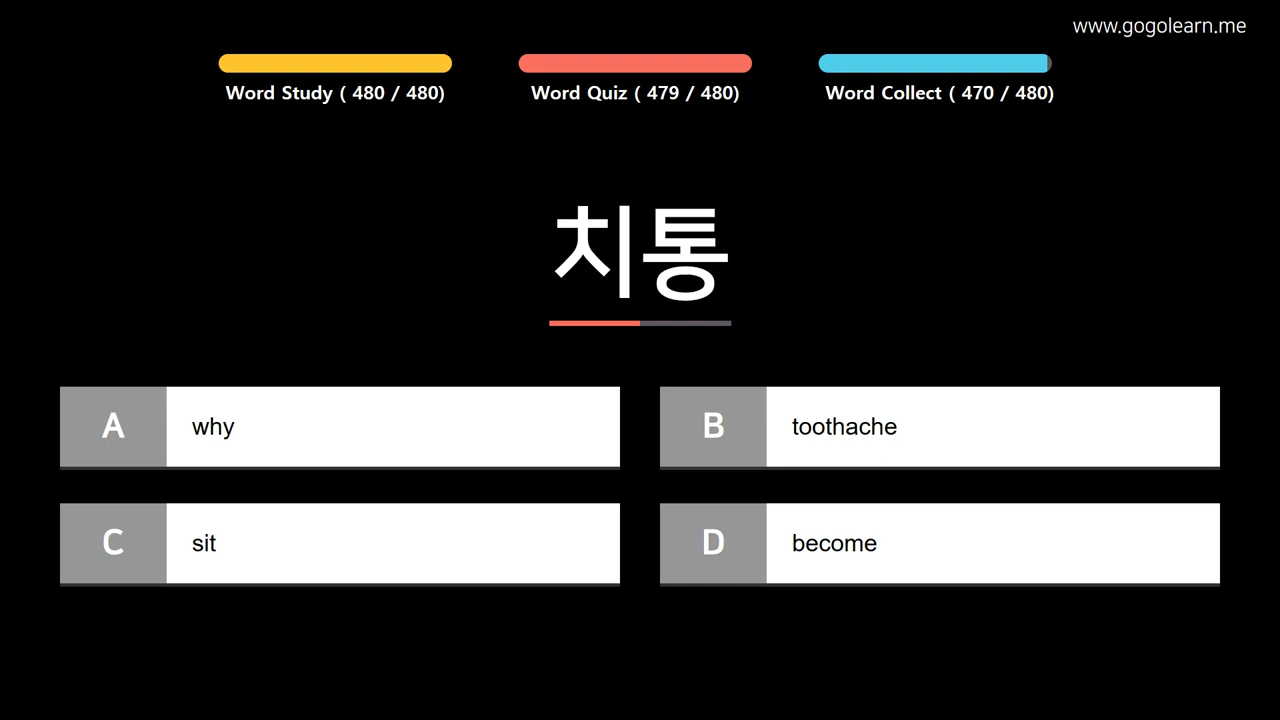 www.gogolearn.me
Word Study ( 480 / 480)
Word Quiz ( 479 / 480)
Word Collect ( 470 / 480)
치통
A why
B toothache
C sit
D become